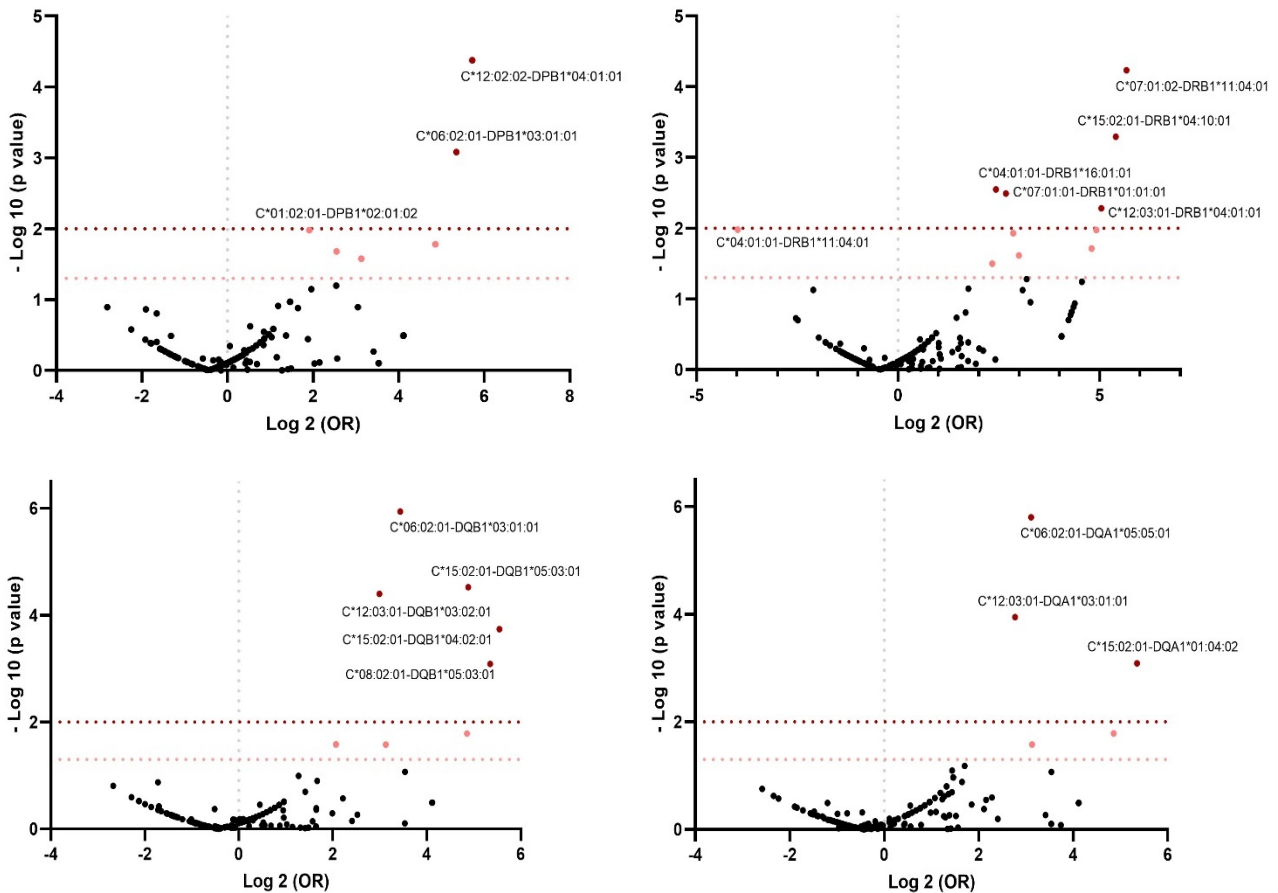 5
C*12:02:02-DPB1*04:01:01
4
C*06:02:01-DPB1*03:01:01
3
C*01:02:01-DPB1*02:01:02
2
1
0
-4
-2
0
2
4
6
8
- Log 10 (p value)
Log 2 (OR)
5
C*07:01:02-DRB1*11:04:01
4
C*15:02:01-DRB1*04:10:01
3
C*04:01:01-DRB1*16:01:01
C*07:01:01-DRB1*01:01:01
C*12:03:01-DRB1*04:01:01
2
C*04:01:01-DRB1*11:04:01
1
0
-5
0
5
- Log 10 (p value)
Log 2 (OR)
6
C*06:02:01-DQB1*03:01:01
C*15:02:01-DQB1*05:03:01
4
C*12:03:01-DQB1*03:02:01
C*15:02:01-DQB1*04:02:01
C*08:02:01-DQB1*05:03:01
2
0
-4
-2
0
2
4
6
- Log 10 (p value)
Log 2 (OR)
6
C*06:02:01-DQA1*05:05:01
4
C*12:03:01-DQA1*03:01:01
C*15:02:01-DQA1*01:04:02
2
0
-4
-2
0
2
4
6
- Log 10 (p value)
Log 2 (OR)